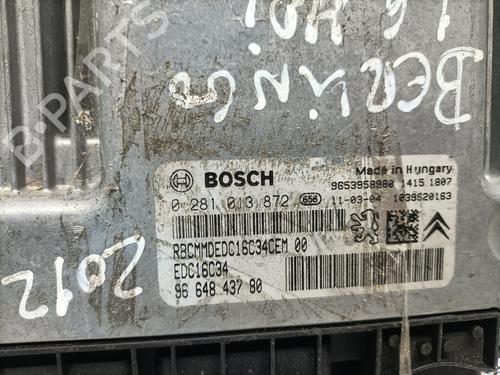 BERLINGO
1.6 HDI
2012
B-PARTS
BOSCH
Made in Hungary
9653958980 1415 1807
0 281 013 872 656 11-03-04 1039S20163
RBCMMDEDC16C34CEM 00
EDC16C34
96 648 437 80